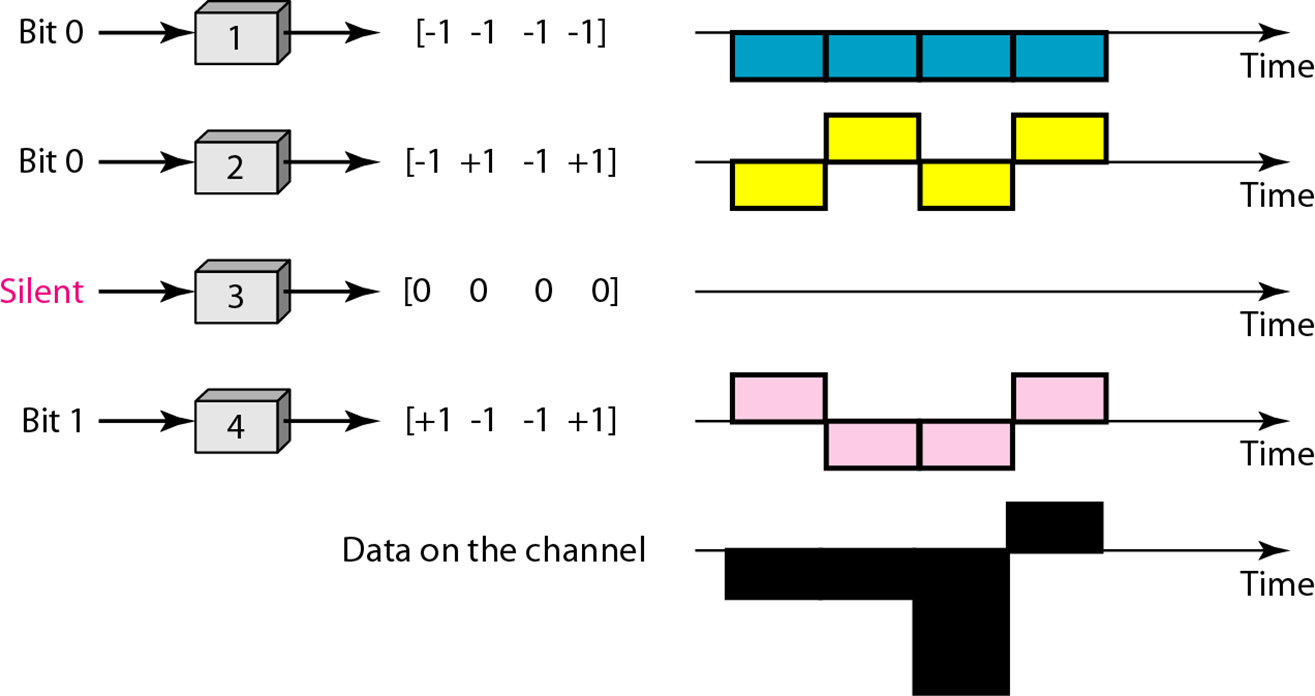 Bit 0 1 [-1 -1 -1 -1]
Time
Bit 0 2 [-1 +1 -1 +1]
Time
Silent 3 [0 0 0 0]
Time
Bit 1 4 [+1 -1 -1 +1]
Time
Data on the channel
Time